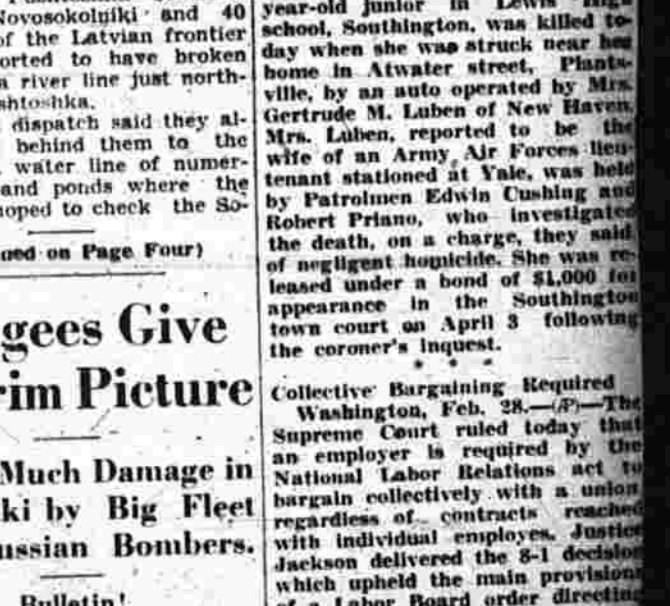 Novosokolniki and 40
of the Latvian frontier
orted to have broken
a river line just north-
shtoshka.
dispatch said they al-
behind them to the
water line of numer-
and ponds where the
hoped to check the So-
ued on Page Four)
gees Give
rim Picture
Much Damage in
ki by Big Fleet
ussian Bombers.
Bulletin!
year-old junior in Lewis High
school, Southington, was killed to-
day when she was struck near her
home in Atwater street, Plants-
ville, by an auto operated by Mrs.
Gertrude M. Luben of New Haven.
Mrs. Luben, reported to be the
wife of an Army Air Forces lieu-
tenant stationed at Yale, was held
by Patrolmen Edwin Cushing and
Robert Priano, who investigated
the death, on a charge, they said,
of negligent homicide. She was re-
leased under a bond of $1,000 for
appearance in the Southington
town court on April 3 following
the coroner's inquest.
* * *
Collective Bargaining Required
Washington, Feb. 28.—(AP)—The
Supreme Court ruled today that
an employer is required by the
National Labor Relations act to
bargain collectively with a union
regardless of contracts reached
with individual employes. Justice
Jackson delivered the 8-1 decision
which upheld the main provisions
of a Labor Board order directing